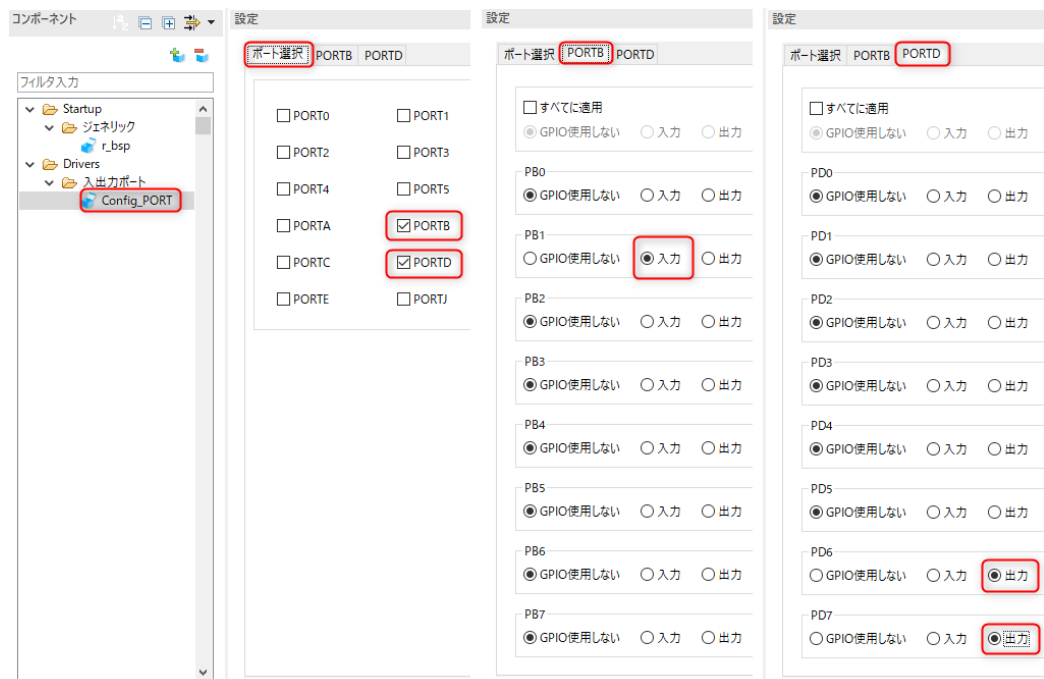 コンポーネント
フィルタ入力
Startup
ジェネリック
r_bsp
Drivers
入出力ポート
Config_PORT
設定
ポート選択 PORTB PORTD
PORT0 PORT1
PORT2 PORT3
PORT4 PORT5
PORTA PORTB
PORTC PORTD
PORTE PORTJ
設定
ポート選択 PORTB PORTD
すべてに適用
GPIO使用しない 入力 出力
PB0
GPIO使用しない 入力 出力
PB1
GPIO使用しない 入力 出力
PB2
GPIO使用しない 入力 出力
PB3
GPIO使用しない 入力 出力
PB4
GPIO使用しない 入力 出力
PB5
GPIO使用しない 入力 出力
PB6
GPIO使用しない 入力 出力
PB7
GPIO使用しない 入力 出力
設定
ポート選択 PORTB PORTD
すべてに適用
GPIO使用しない 入力 出力
PD0
GPIO使用しない 入力 出力
PD1
GPIO使用しない 入力 出力
PD2
GPIO使用しない 入力 出力
PD3
GPIO使用しない 入力 出力
PD4
GPIO使用しない 入力 出力
PD5
GPIO使用しない 入力 出力
PD6
GPIO使用しない 入力 出力
PD7
GPIO使用しない 入力 出力